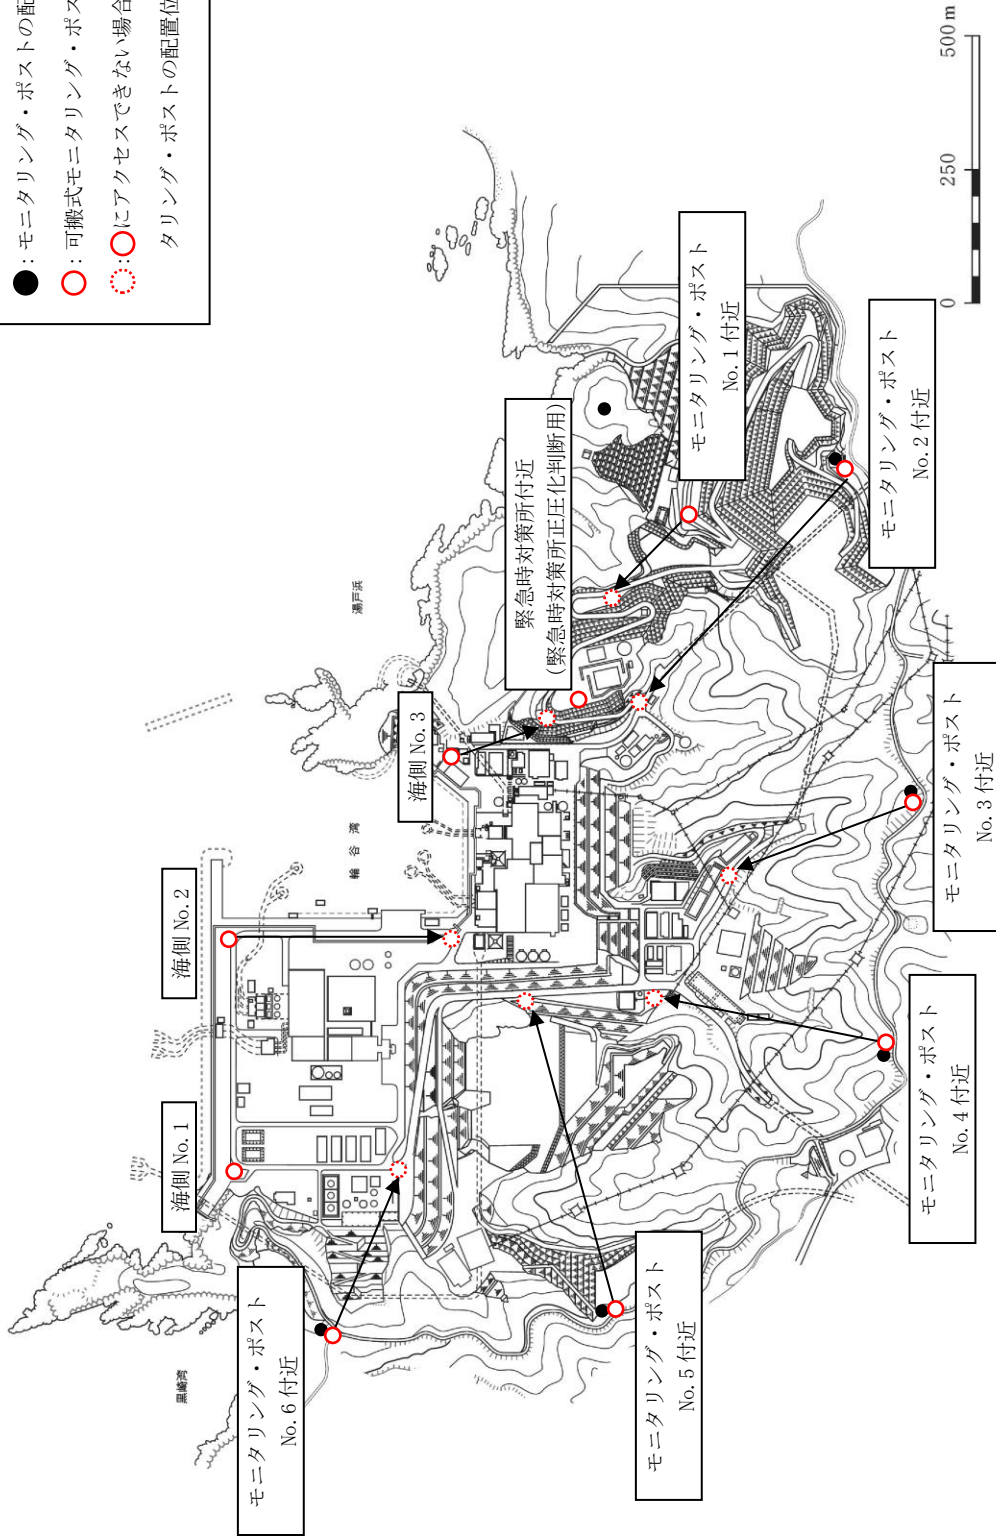 ●：モニタリング・ポストの配
○：可搬式モニタリング・ポス
：○にアクセスできない場合
タリング・ポストの配置位
モニタリング・ポスト
No.6 付近
海側 No.1
海側 No.2
海側 No.3
緊急時対策所付近
(緊急時対策所正圧化判断用)
モニタリング・ポスト
No.1 付近
モニタリング・ポスト
No.2 付近
モニタリング・ポスト
No.3 付近
モニタリング・ポスト
No.4 付近
モニタリング・ポスト
No.5 付近
黒崎湾
輪谷湾
湯戸浜
0 250 500 m